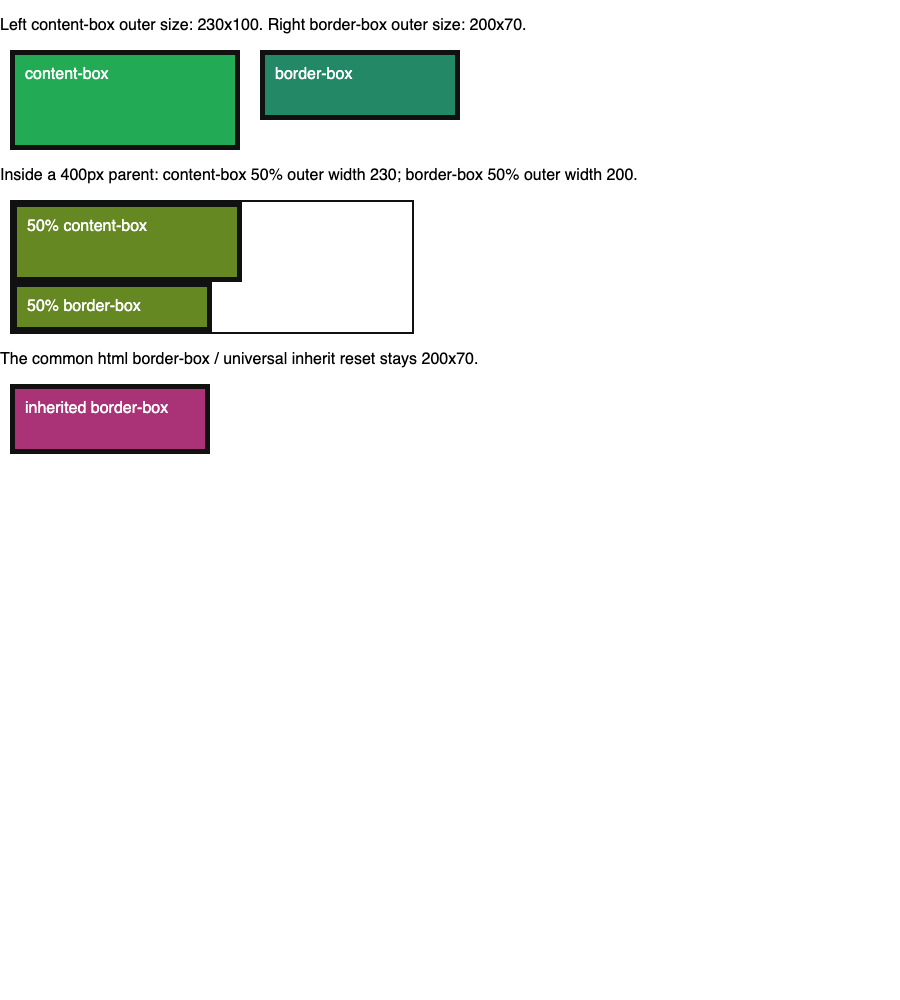 Left content-box outer size: 230x100. Right border-box outer size: 200x70.
content-box
border-box
Inside a 400px parent: content-box 50% outer width 230; border-box 50% outer width 200.
50% content-box
50% border-box
The common html border-box / universal inherit reset stays 200x70.
inherited border-box